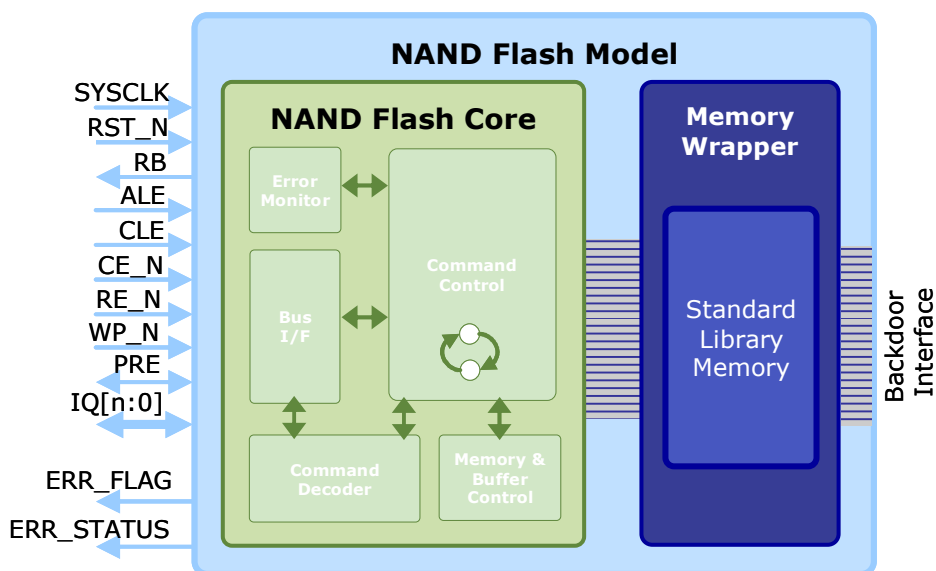 NAND Flash Model
SYSCLK
RST_N
RB
ALE
CLE
CE_N
RE_N
WP_N
PRE
IQ[n:0]
ERR_FLAG
ERR_STATUS
NAND Flash Core
Error
Monitor
Bus
I/F
Command
Control
Command
Decoder
Memory &
Buffer
Control
Memory
Wrapper
Standard
Library
Memory
Backdoor
Interface